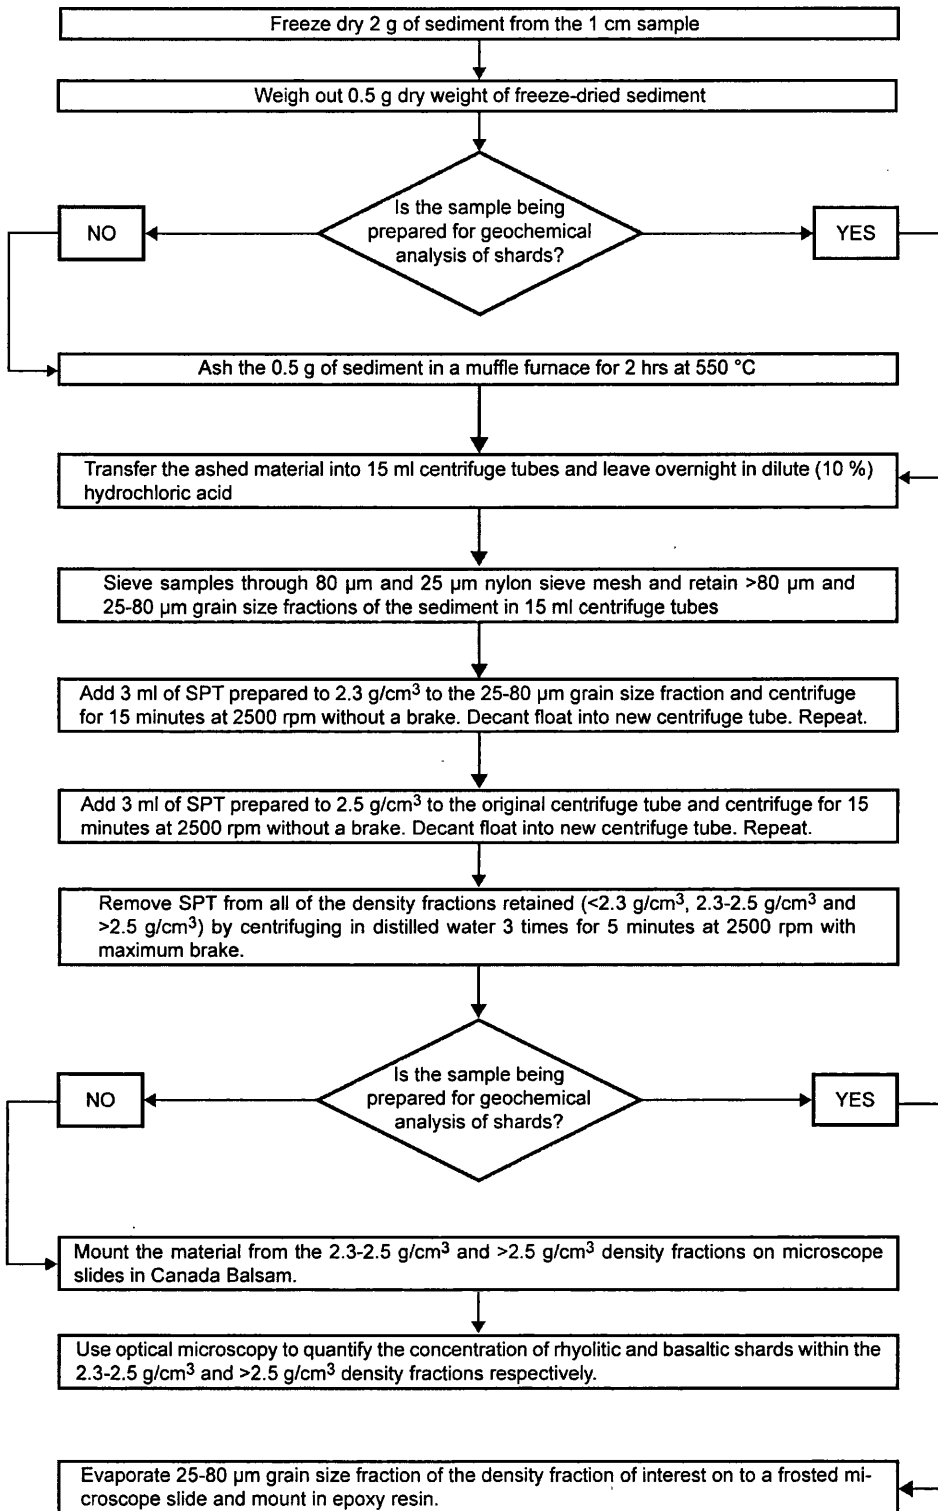 Freeze dry 2 g of sediment from the 1 cm sample
Weigh out 0.5 g dry weight of freeze-dried sediment
Is the sample being
prepared for geochemical
analysis of shards?
NO
YES
Ash the 0.5 g of sediment in a muffle furnace for 2 hrs at 550 °C
Transfer the ashed material into 15 ml centrifuge tubes and leave overnight in dilute (10 %)
hydrochloric acid
Sieve samples through 80 µm and 25 µm nylon sieve mesh and retain >80 µm and
25-80 µm grain size fractions of the sediment in 15 ml centrifuge tubes
Add 3 ml of SPT prepared to 2.3 g/cm³ to the 25-80 µm grain size fraction and centrifuge
for 15 minutes at 2500 rpm without a brake. Decant float into new centrifuge tube. Repeat.
Add 3 ml of SPT prepared to 2.5 g/cm³ to the original centrifuge tube and centrifuge for 15
minutes at 2500 rpm without a brake. Decant float into new centrifuge tube. Repeat.
Remove SPT from all of the density fractions retained (<2.3 g/cm³, 2.3-2.5 g/cm³ and
>2.5 g/cm³) by centrifuging in distilled water 3 times for 5 minutes at 2500 rpm with
maximum brake.
Is the sample being
prepared for geochemical
analysis of shards?
NO
YES
Mount the material from the 2.3-2.5 g/cm³ and >2.5 g/cm³ density fractions on microscope
slides in Canada Balsam.
Use optical microscopy to quantify the concentration of rhyolitic and basaltic shards within the
2.3-2.5 g/cm³ and >2.5 g/cm³ density fractions respectively.
Evaporate 25-80 µm grain size fraction of the density fraction of interest on to a frosted mi-
croscope slide and mount in epoxy resin.